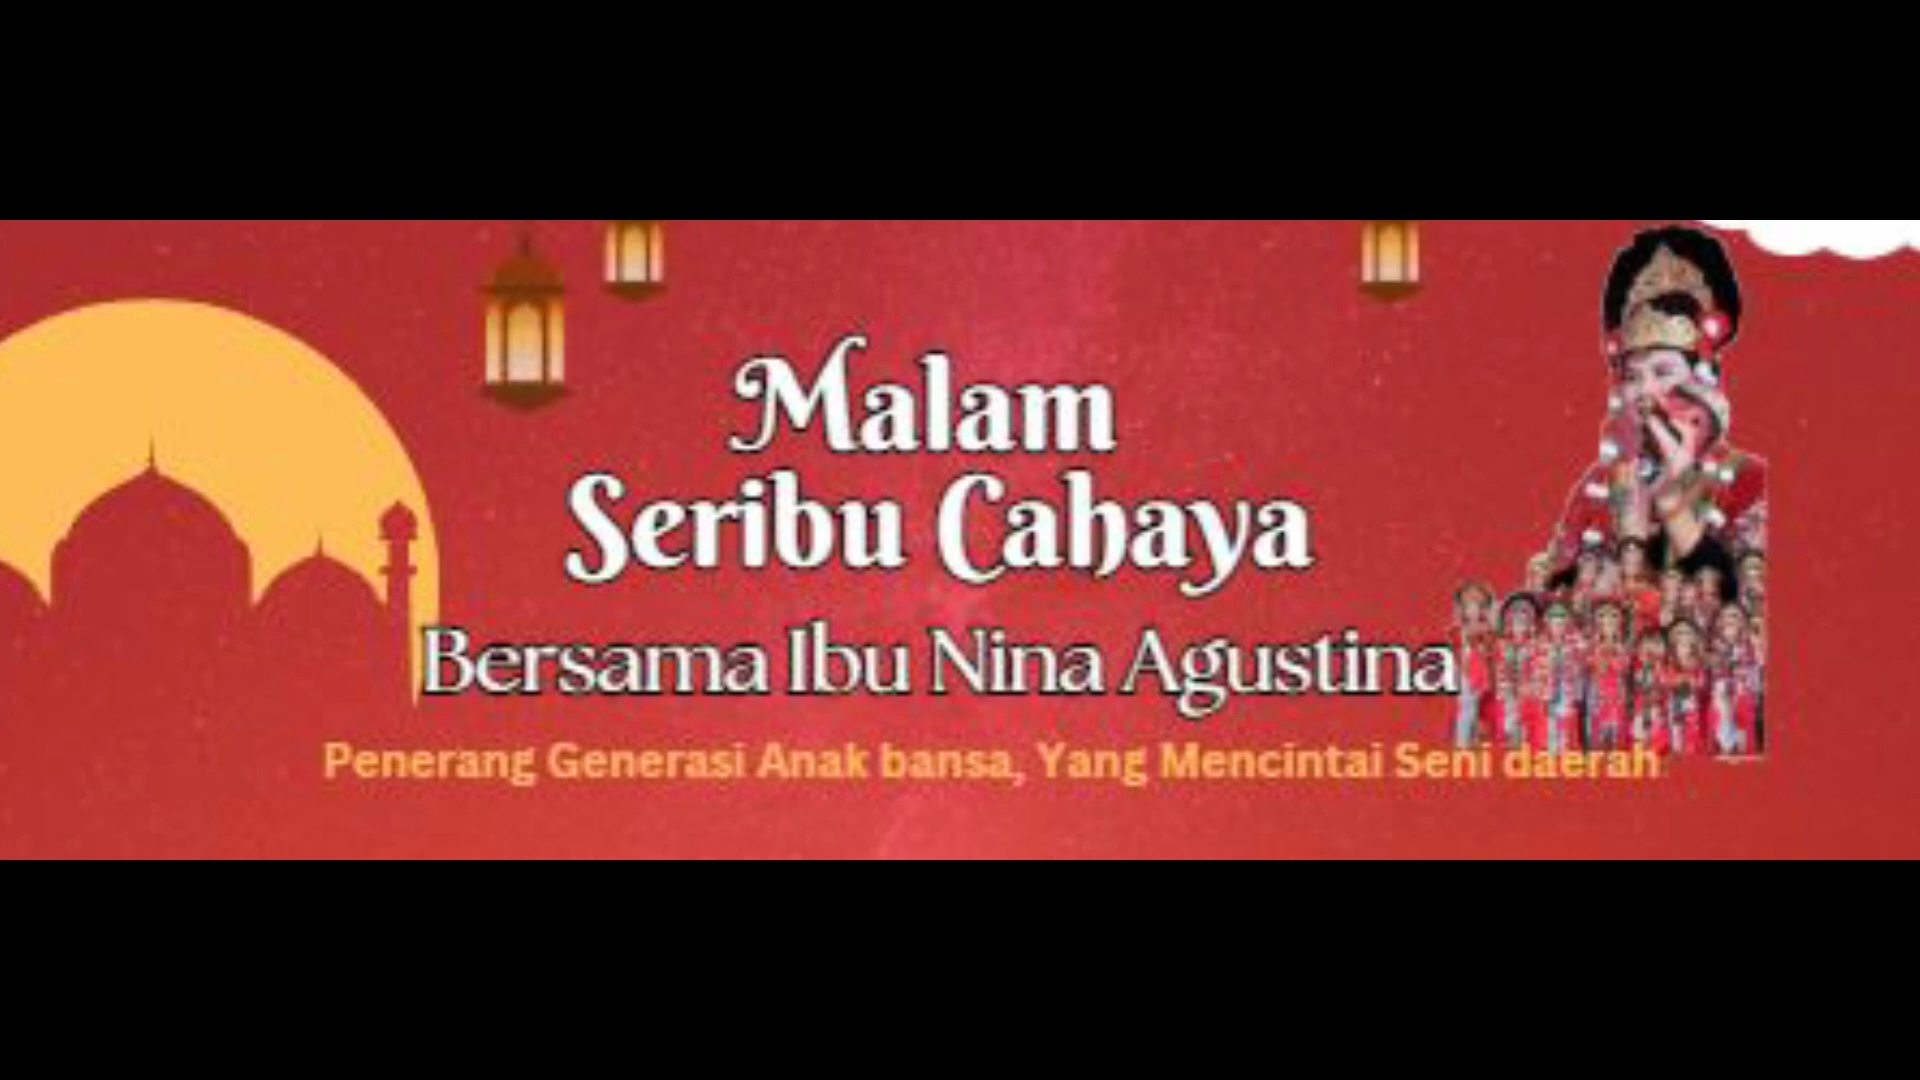 Malam
Seribu Cahaya
Bersama Ibu Nina Agustina
Penerang Generasi Anak bansa, Yang Mencintai Seni daerah